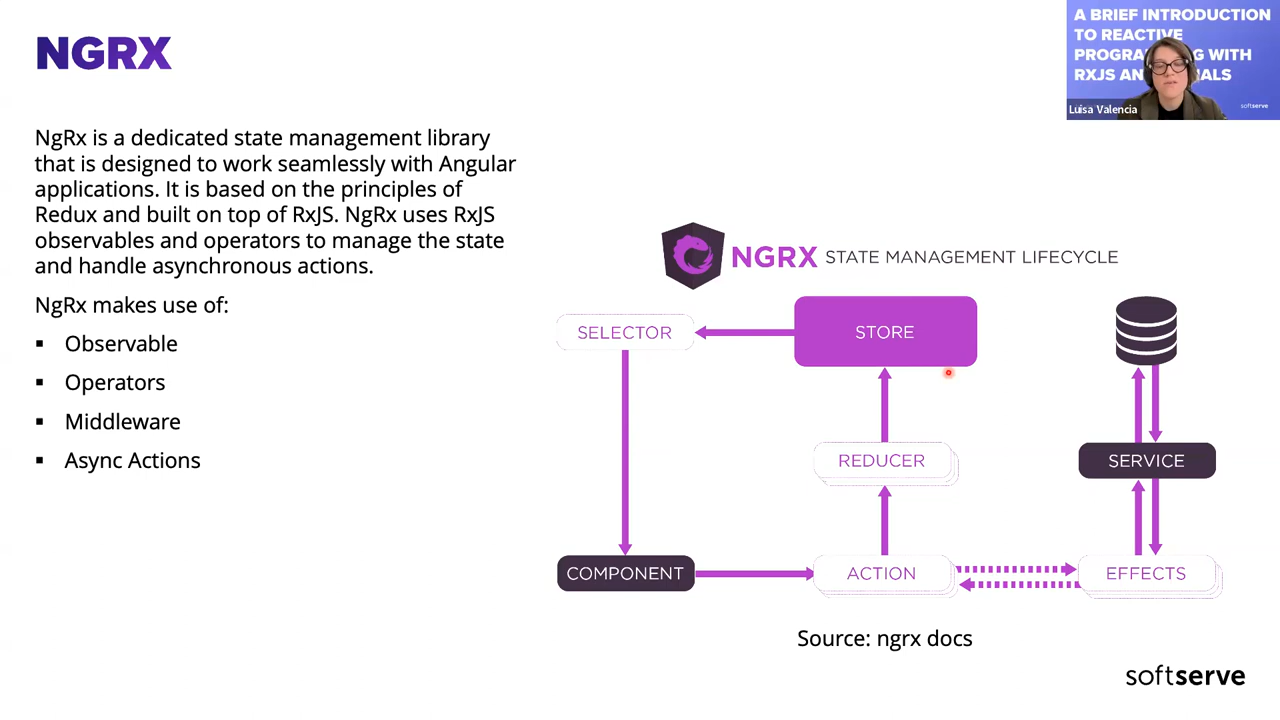 NGRX
NgRx is a dedicated state management library
that is designed to work seamlessly with Angular
applications. It is based on the principles of
Redux and built on top of RxJS. NgRx uses RxJS
observables and operators to manage the state
and handle asynchronous actions.
NgRx makes use of:
▪ Observable
▪ Operators
▪ Middleware
▪ Async Actions
A BRIEF INTRODUCTION
TO REACTIVE
WITH
Luisa Valencia
softserve
NGRX STATE MANAGEMENT LIFECYCLE
SELECTOR
STORE
REDUCER
SERVICE
COMPONENT
ACTION
EFFECTS
Source: ngrx docs
softserve